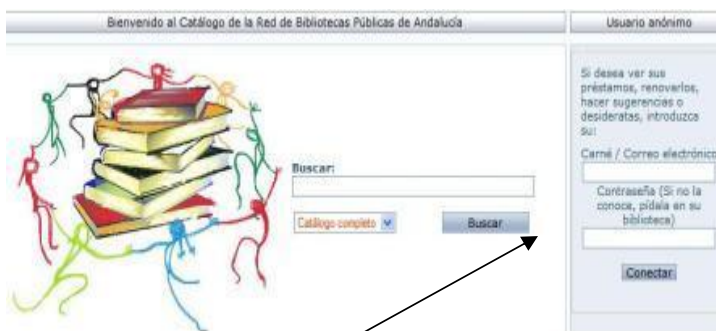 Bienvenido al Catálogo de la Red de Bibliotecas Públicas de Andalucía
Usuario anónimo
Buscar:
Catálogo completo
Buscar
Si desea ver sus
préstamos, renovarlos,
hacer sugerencias o
desideratas, introduzca
su:
Carné / Correo electrónico
Contraseña (Si no la
conoce, pídala en su
biblioteca)
Conectar